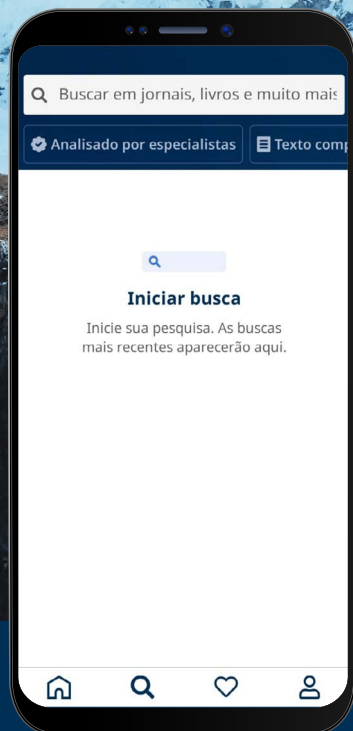 Buscar em jornais, livros e muito mais
Analisado por especialistas
Texto
Iniciar busca
Inicie sua pesquisa. As buscas
mais recentes aparecerão aqui.